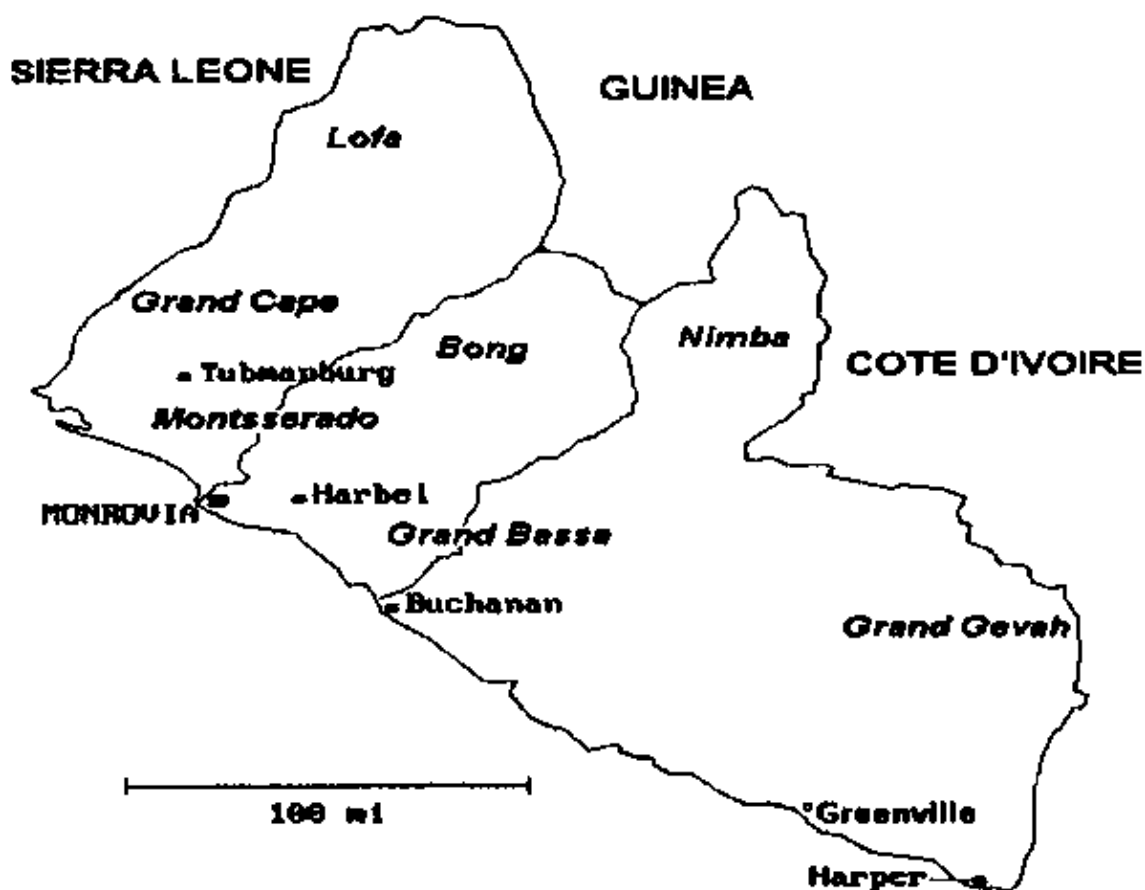 SIERRA LEONE
GUINEA
Lofa
Grand Cape
Bong
Nimba
Tubmanburg
COTE D'IVOIRE
Montsserado
MONROVIA
Harbel
Grand Bassa
Buchanan
Grand Gevah
100 mi
Greenville
Harper